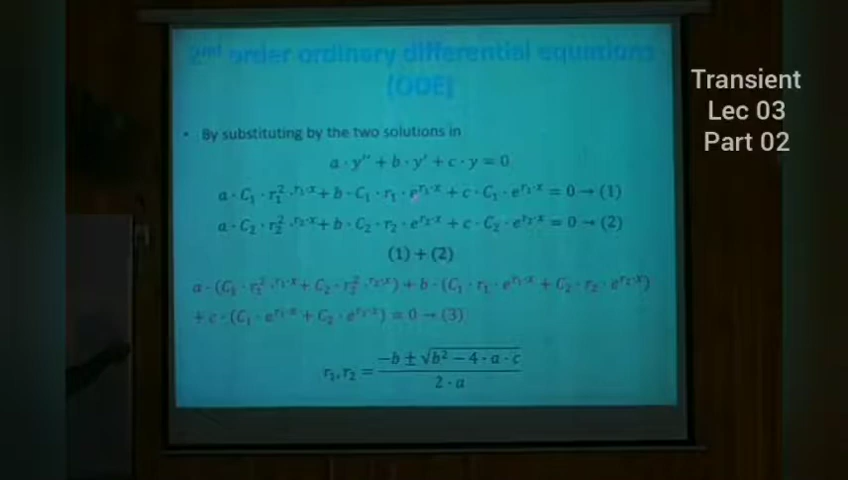 2nd order ordinary differential equations
(ODE)
Transient
Lec 03
Part 02
• By substituting by the two solutions in
a · y'' + b · y' + c · y = 0
a · C₁ · r₁² ·^{r₁·x} + b · C₁ · r₁ · e^{r₁·x} + c · C₁ · e^{r₁·x} = 0 → (1)
a · C₂ · r₂² ·^{r₂·x} + b · C₂ · r₂ · e^{r₂·x} + c · C₂ · e^{r₂·x} = 0 → (2)
(1) + (2)
a · (C₁ · r₁² ·^{r₁·x} + C₂ · r₂² ·^{r₂·x}) + b · (C₁ · r₁ · e^{r₁·x} + C₂ · r₂ · e^{r₂·x})
+ c · (C₁ · e^{r₁·x} + C₂ · e^{r₂·x}) = 0 → (3)
r₁, r₂ = (−b ± √(b² − 4 · a · c)) / (2 · a)